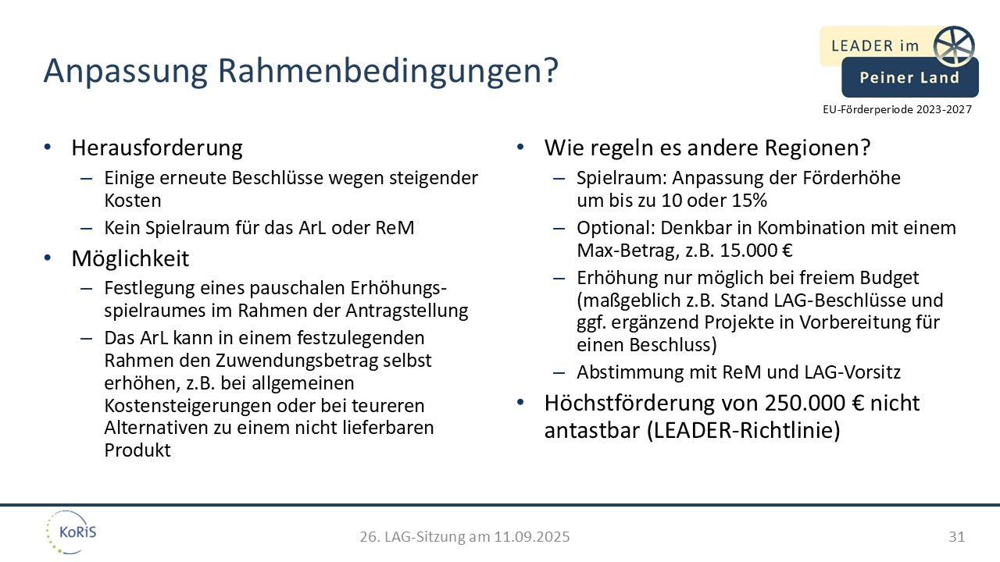 Anpassung Rahmenbedingungen?
LEADER im
Peiner Land
EU-Förderperiode 2023-2027
• Herausforderung
– Einige erneute Beschlüsse wegen steigender
Kosten
– Kein Spielraum für das ArL oder ReM
• Möglichkeit
– Festlegung eines pauschalen Erhöhungs-
spielraumes im Rahmen der Antragstellung
– Das ArL kann in einem festzulegenden
Rahmen den Zuwendungsbetrag selbst
erhöhen, z.B. bei allgemeinen
Kostensteigerungen oder bei teureren
Alternativen zu einem nicht lieferbaren
Produkt
• Wie regeln es andere Regionen?
– Spielraum: Anpassung der Förderhöhe
um bis zu 10 oder 15%
– Optional: Denkbar in Kombination mit einem
Max-Betrag, z.B. 15.000 €
– Erhöhung nur möglich bei freiem Budget
(maßgeblich z.B. Stand LAG-Beschlüsse und
ggf. ergänzend Projekte in Vorbereitung für
einen Beschluss)
– Abstimmung mit ReM und LAG-Vorsitz
• Höchstförderung von 250.000 € nicht
antastbar (LEADER-Richtlinie)
KoRiS
26. LAG-Sitzung am 11.09.2025
31